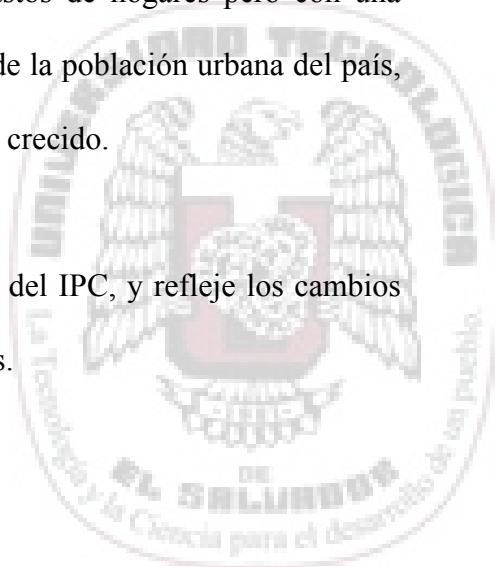 stos de hogares pero con una
de la población urbana del país,
crecido.
del IPC, y refleje los cambios
s.
UNIVERSIDAD TECNOLOGICA
DE
EL SALVADOR
La Tecnología y la Ciencia para el desarrollo de un pueblo.